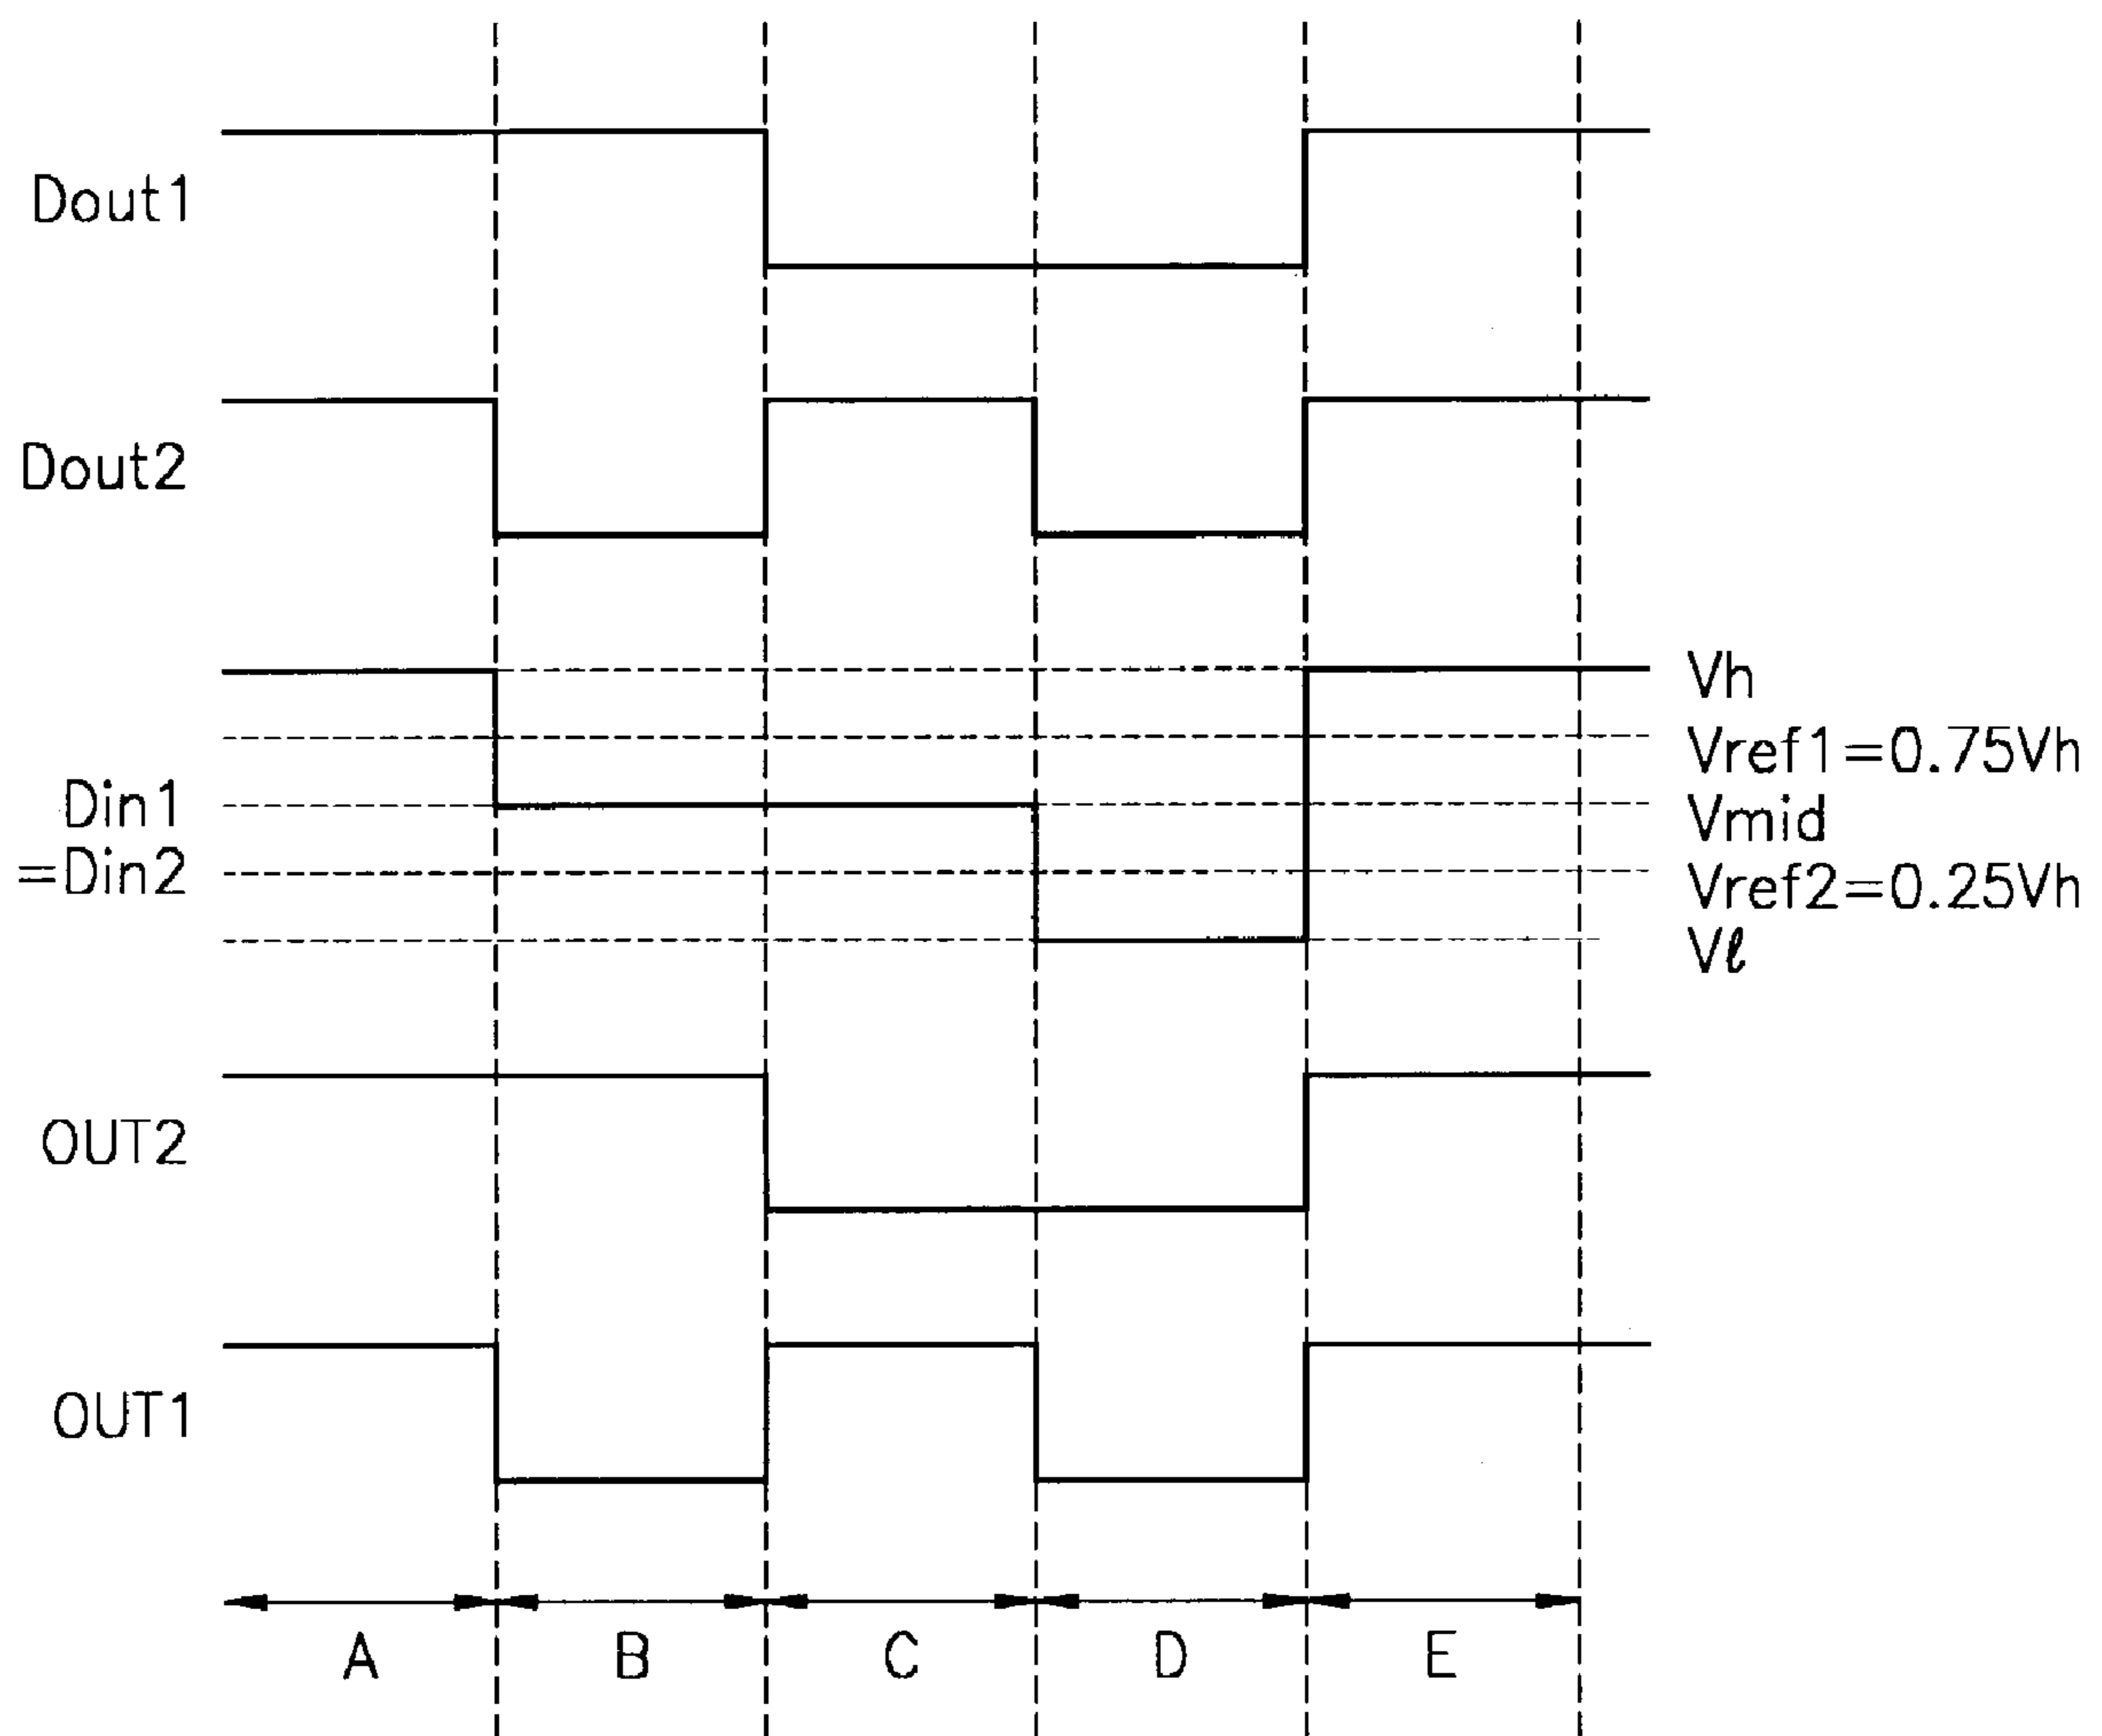 Dout1
Dout2
Vh
Vref1=0.75Vh
Din1
=Din2
Vmid
Vref2=0.25Vh
Vℓ
OUT2
OUT1
A B C D E